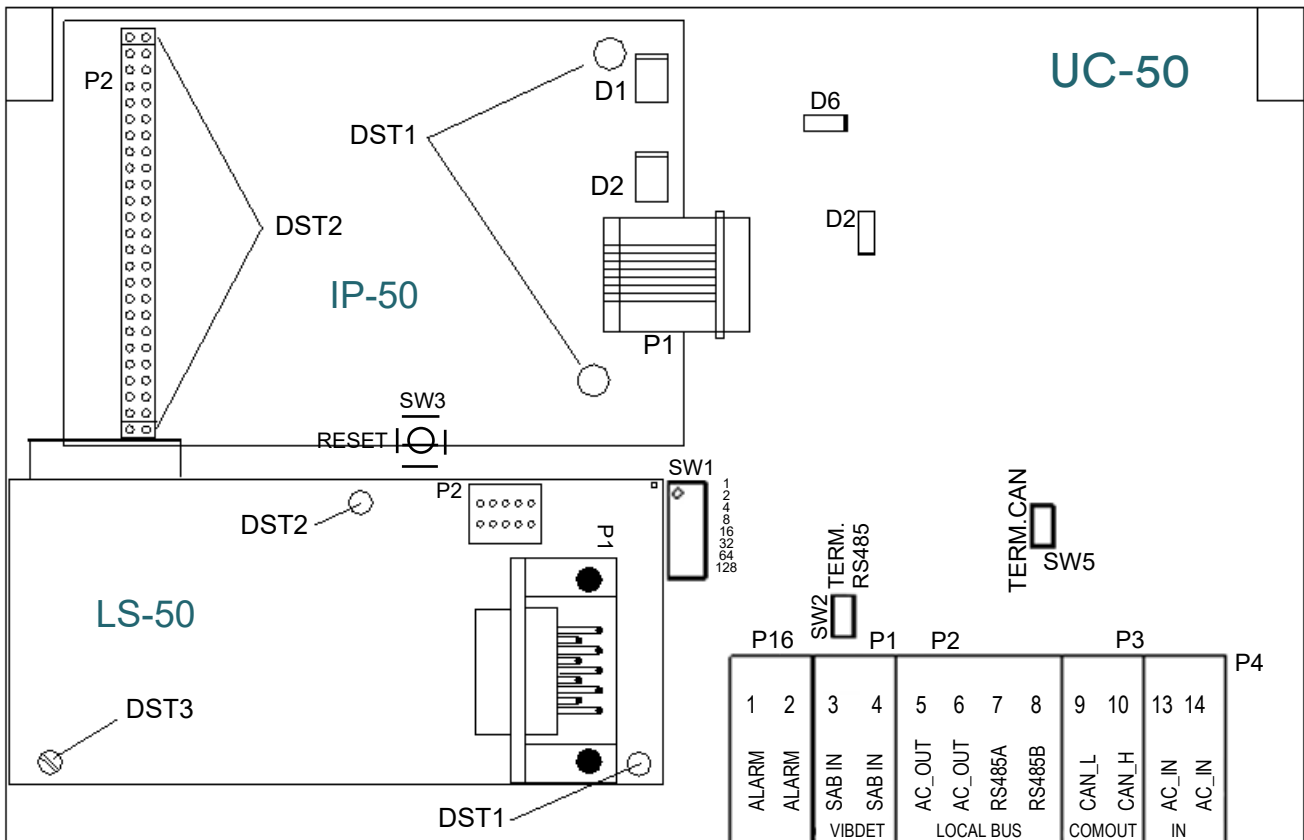 UC-50
P2
D1
D6
DST1
D2
D2
DST2
IP-50
P1
SW3
RESET
SW1
P2
1
2
4
8
16
32
64
128
DST2
P1
TERM.CAN
SW5
TERM.
RS485
SW2
LS-50
P16
P1
P2
P3
P4
DST3
1 2 3 4 5 6 7 8 9 10 13 14
ALARM
ALARM
SAB IN
SAB IN
AC_OUT
AC_OUT
RS485A
RS485B
CAN_L
CAN_H
AC_IN
AC_IN
DST1
VIBDET
LOCAL BUS
COMOUT
IN